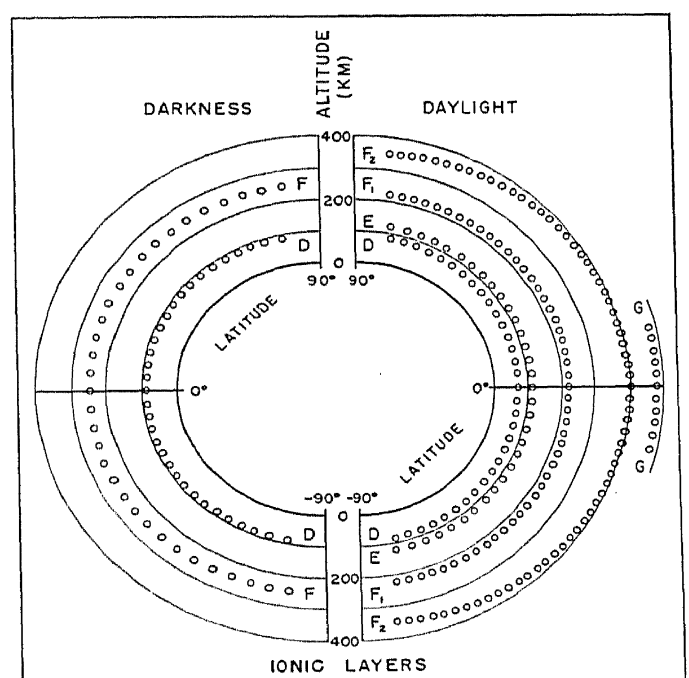 ALTITUDE
(KM)
DARKNESS
DAYLIGHT
400
F₂
F
F₁
200
E
D
D
0
90°
90°
LATITUDE
G
0°
0°
LATITUDE
G
-90°
-90°
0
D
D
E
200
F
F₁
F₂
400
IONIC LAYERS